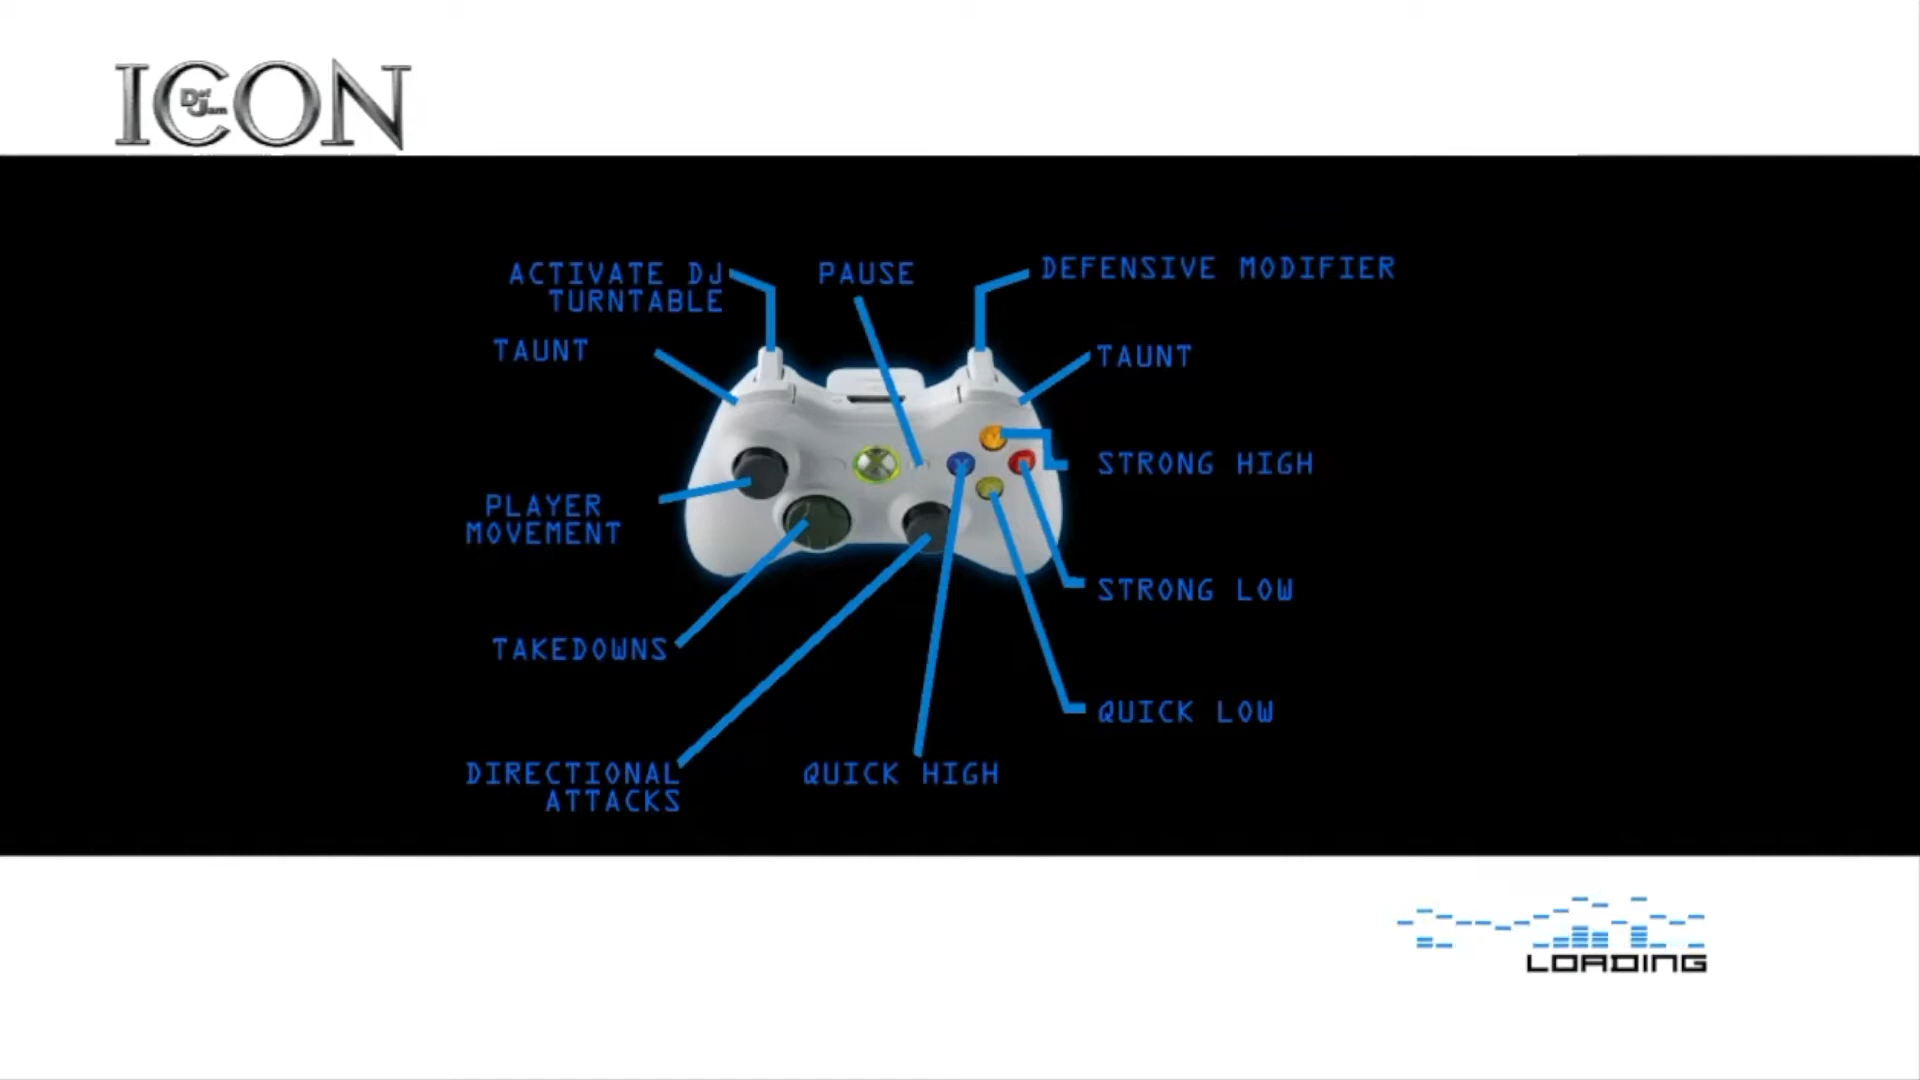 ICON
Def
Jam
ACTIVATE DJ
TURNTABLE
PAUSE
DEFENSIVE MODIFIER
TAUNT
TAUNT
STRONG HIGH
PLAYER
MOVEMENT
STRONG LOW
TAKEDOWNS
QUICK LOW
DIRECTIONAL
ATTACKS
QUICK HIGH
LOADING